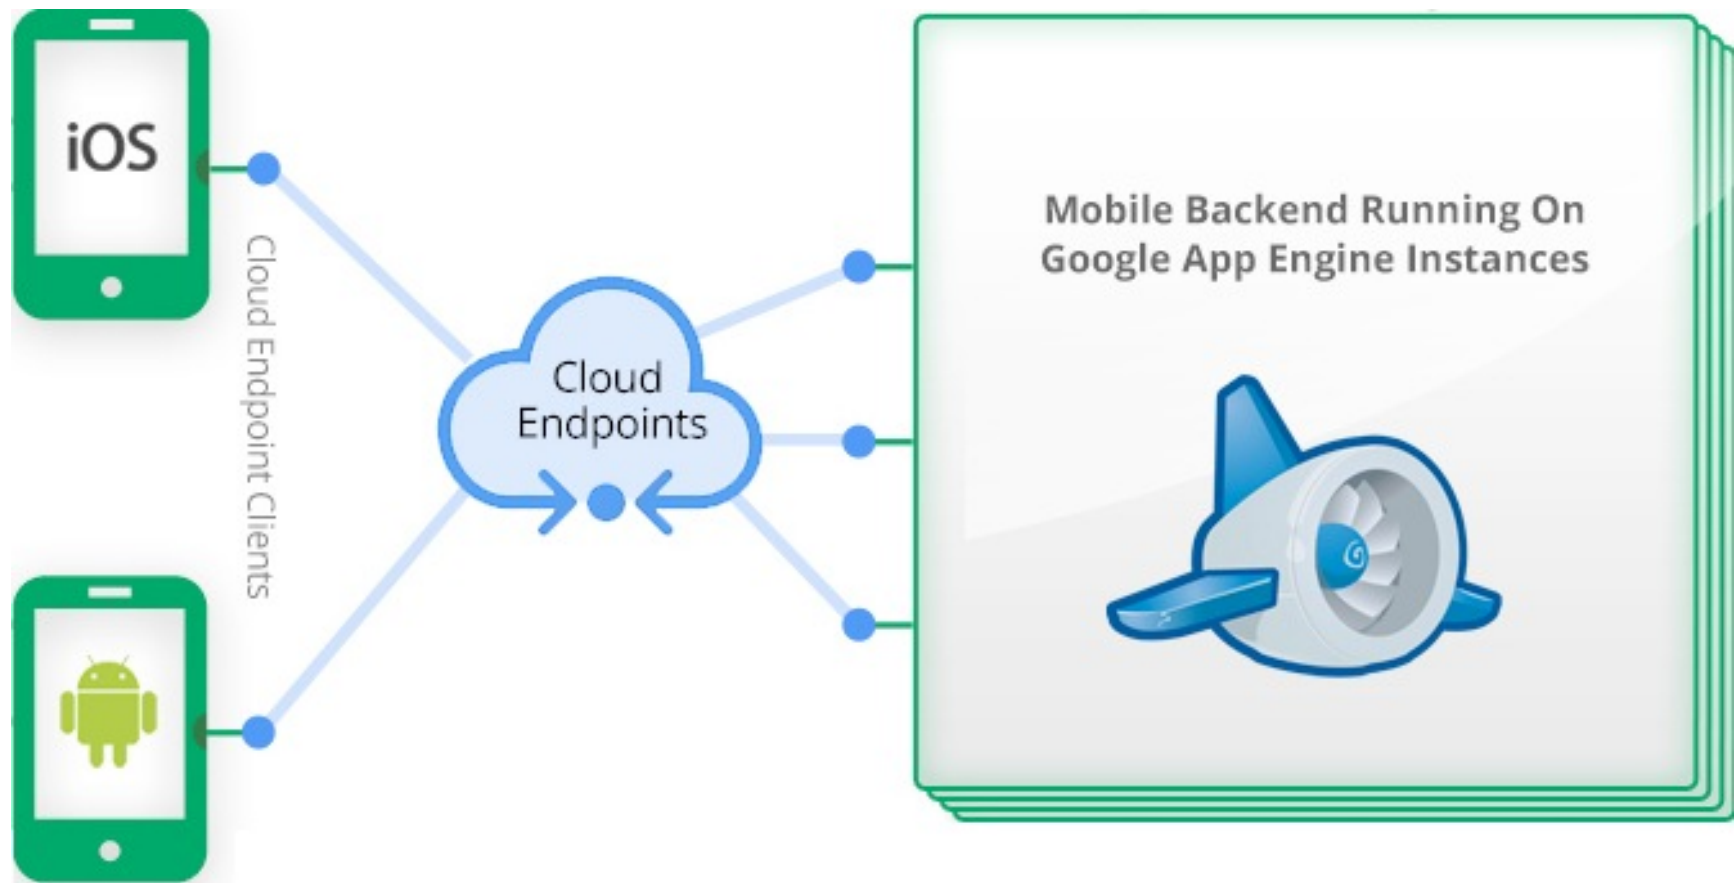 iOS
Cloud Endpoint Clients
Cloud
Endpoints
Mobile Backend Running On
Google App Engine Instances